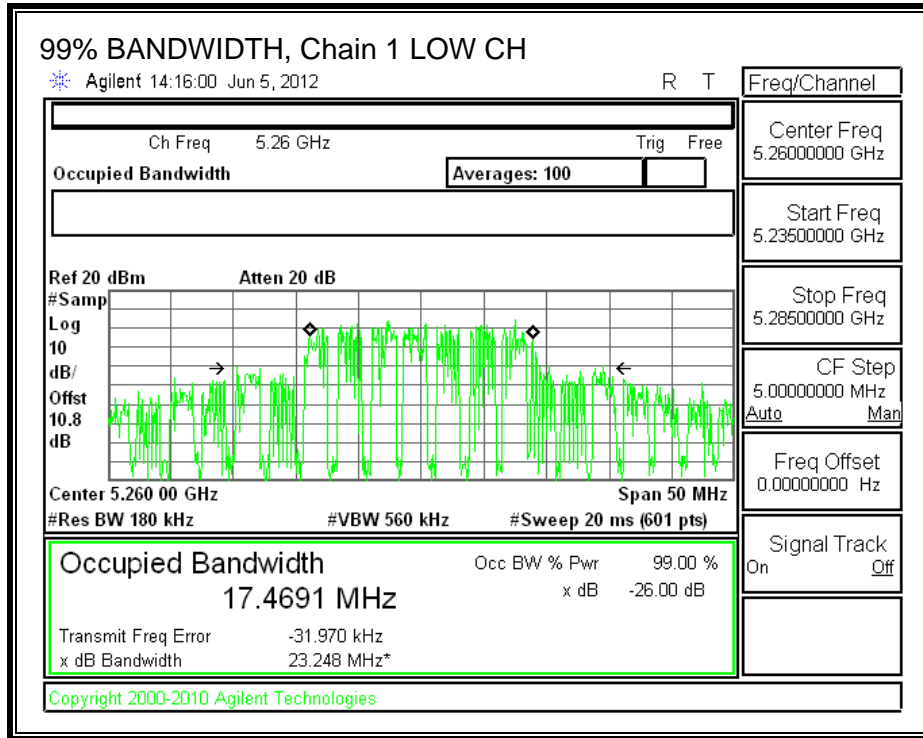 99% BANDWIDTH, Chain 1 LOW CH
Agilent 14:16:00 Jun 5, 2012 R T
Ch Freq 5.26 GHz Trig Free
Occupied Bandwidth Averages: 100
Ref 20 dBm Atten 20 dB
#Samp
Log
10
dB/
Offst
10.8
dB
Center 5.260 00 GHz Span 50 MHz
#Res BW 180 kHz #VBW 560 kHz #Sweep 20 ms (601 pts)
Occupied Bandwidth Occ BW % Pwr 99.00 %
17.4691 MHz x dB -26.00 dB
Transmit Freq Error -31.970 kHz
x dB Bandwidth 23.248 MHz*
Copyright 2000-2010 Agilent Technologies
Freq/Channel
Center Freq
5.26000000 GHz
Start Freq
5.23500000 GHz
Stop Freq
5.28500000 GHz
CF Step
5.00000000 MHz
Auto Man
Freq Offset
0.00000000 Hz
Signal Track
On Off